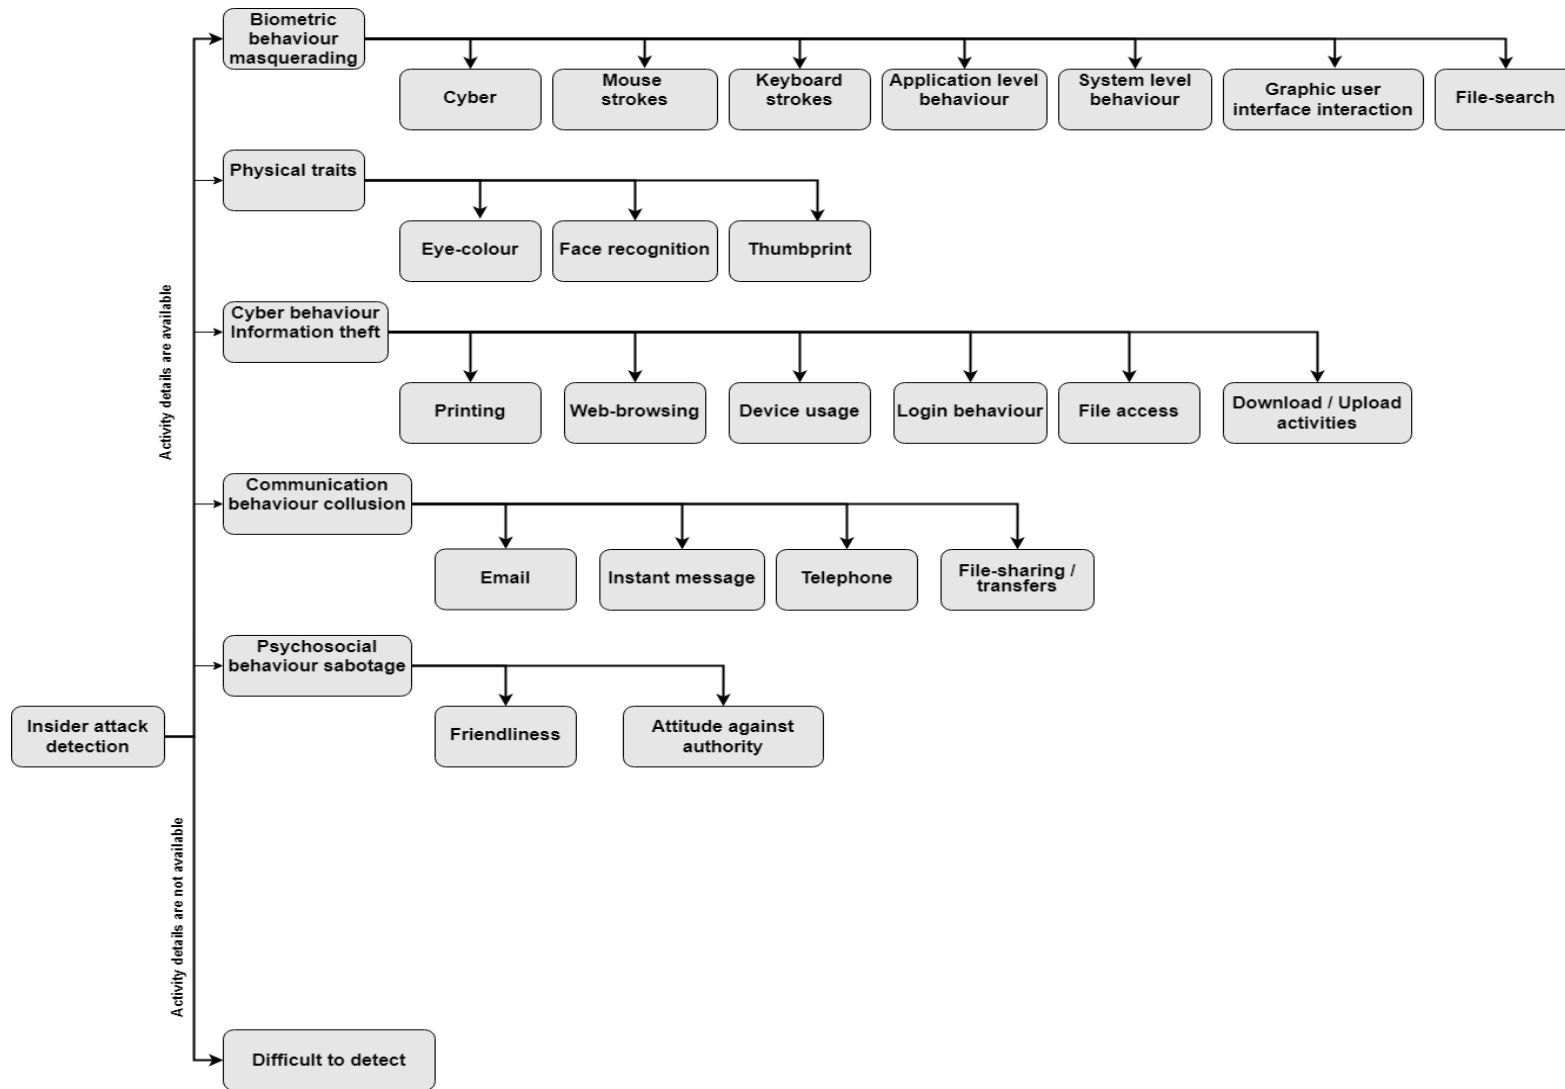 Biometric
behaviour
masquerading
Cyber
Mouse
strokes
Keyboard
strokes
Application level
behaviour
System level
behaviour
Graphic user
interface interaction
File-search
Physical traits
Eye-colour
Face recognition
Thumbprint
Activity details are available
Cyber behaviour
Information theft
Printing
Web-browsing
Device usage
Login behaviour
File access
Download / Upload
activities
Communication
behaviour collusion
Email
Instant message
Telephone
File-sharing /
transfers
Psychosocial
behaviour sabotage
Friendliness
Attitude against
authority
Insider attack
detection
Activity details are not available
Difficult to detect